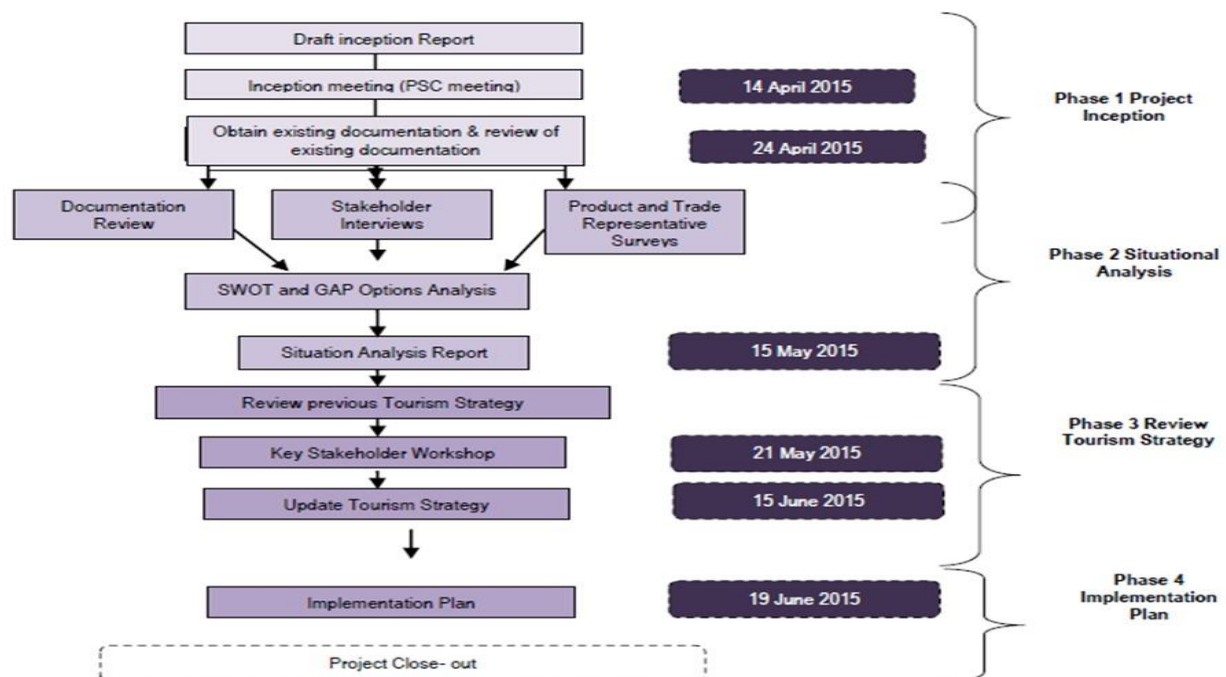 Draft inception Report
Inception meeting (PSC meeting)
14 April 2015
Phase 1 Project
Inception
Obtain existing documentation & review of
existing documentation
24 April 2015
Documentation
Review
Stakeholder
Interviews
Product and Trade
Representative
Surveys
Phase 2 Situational
Analysis
SWOT and GAP Options Analysis
Situation Analysis Report
15 May 2015
Review previous Tourism Strategy
Phase 3 Review
Tourism Strategy
Key Stakeholder Workshop
21 May 2015
Update Tourism Strategy
15 June 2015
Implementation Plan
19 June 2015
Phase 4
Implementation
Plan
Project Close- out